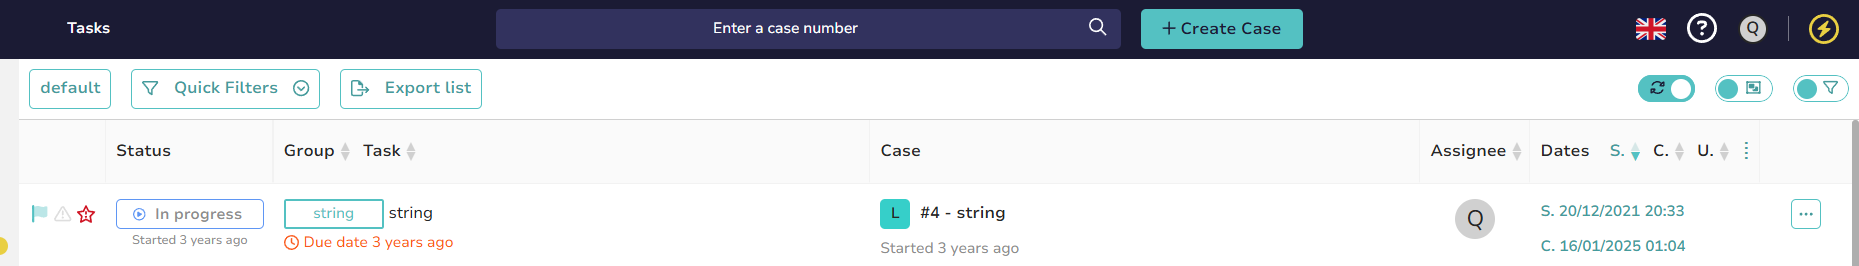 Tasks
Enter a case number
+ Create Case
?
Q
default
Quick Filters
Export list
Status
Group
Task
Case
Assignee
Dates
S.
C.
U.
In progress
Started 3 years ago
string
string
Due date 3 years ago
L
#4 - string
Started 3 years ago
Q
S. 20/12/2021 20:33
C. 16/01/2025 01:04